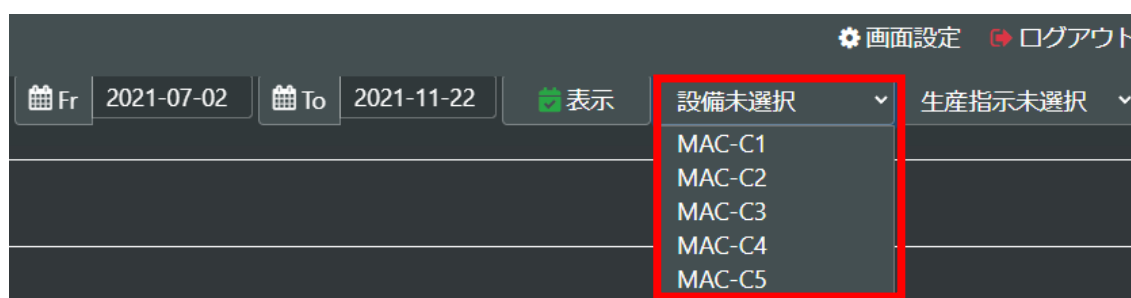 画面設定 ログアウト
Fr 2021-07-02 To 2021-11-22 表示 設備未選択 生産指示未選択
MAC-C1
MAC-C2
MAC-C3
MAC-C4
MAC-C5